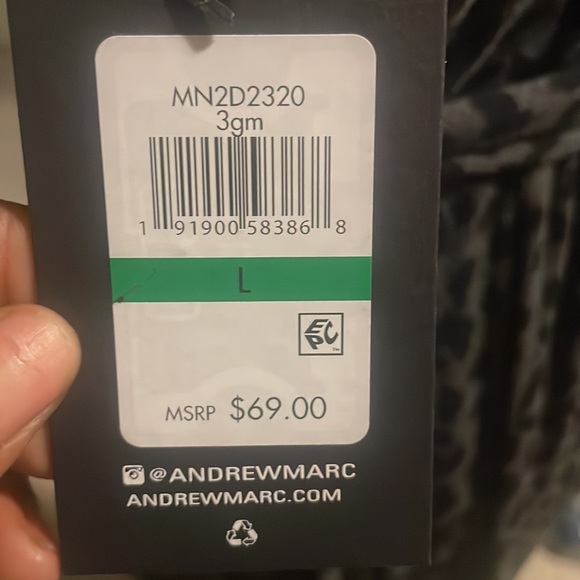 MN2D2320
3gm
1 91900 58386 8
L
EPC
MSRP $69.00
@ANDREWMARC
ANDREWMARC.COM